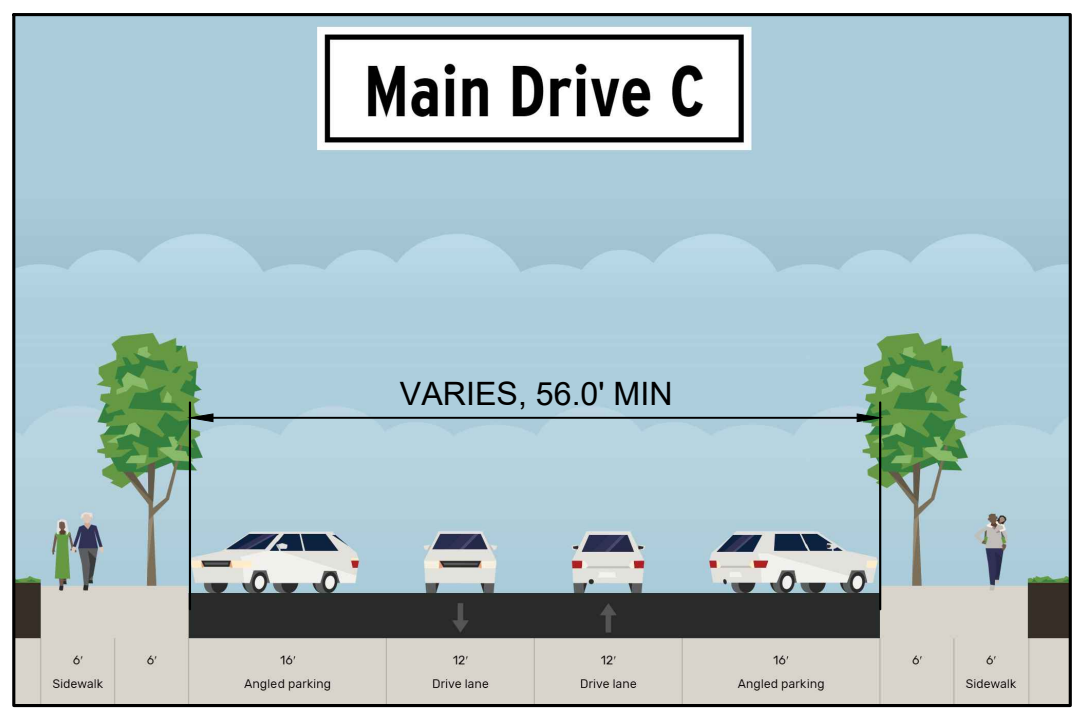 Main Drive C
VARIES, 56.0' MIN
6' 6' 16' 12' 12' 16' 6' 6'
Sidewalk Angled parking Drive lane Drive lane Angled parking Sidewalk